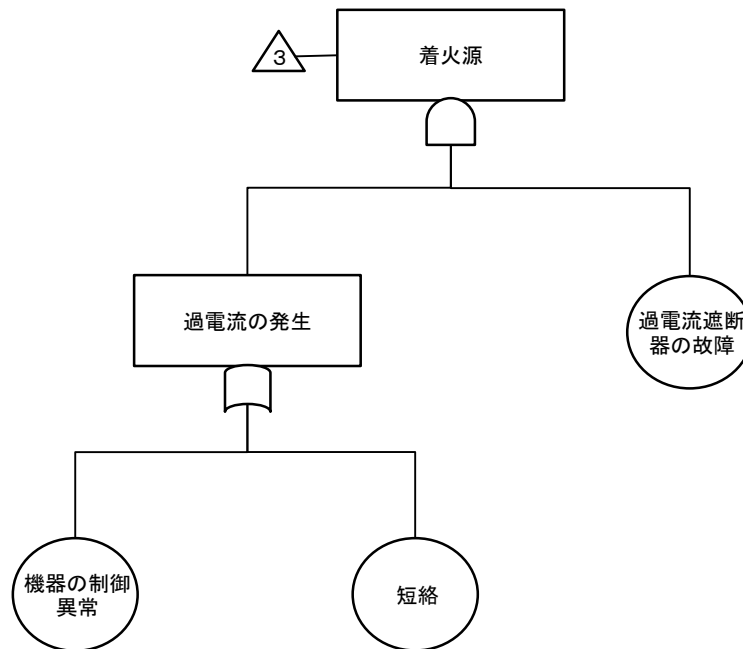 3
着火源
過電流の発生
過電流遮断
器の故障
機器の制御
異常
短絡